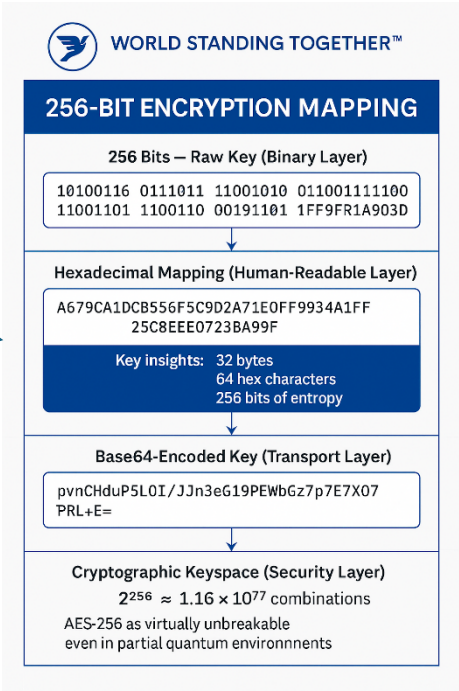 WORLD STANDING TOGETHER™
256-BIT ENCRYPTION MAPPING
256 Bits — Raw Key (Binary Layer)
10100116 0111011 11001010 011001111100
11001101 1100110 00191101 1FF9FR1A903D
Hexadecimal Mapping (Human-Readable Layer)
A679CA1DCB556F5C9D2A71E0FF9934A1FF
25C8EEE0723BA99F
Key insights: 32 bytes
64 hex characters
256 bits of entropy
Base64-Encoded Key (Transport Layer)
pvnCHduP5L0I/JJn3eG19PEWbGz7p7E7X07
PRL+E=
Cryptographic Keyspace (Security Layer)
2²⁵⁶ ≈ 1.16 × 10⁷⁷ combinations
AES-256 as virtually unbreakable
even in partial quantum environnments